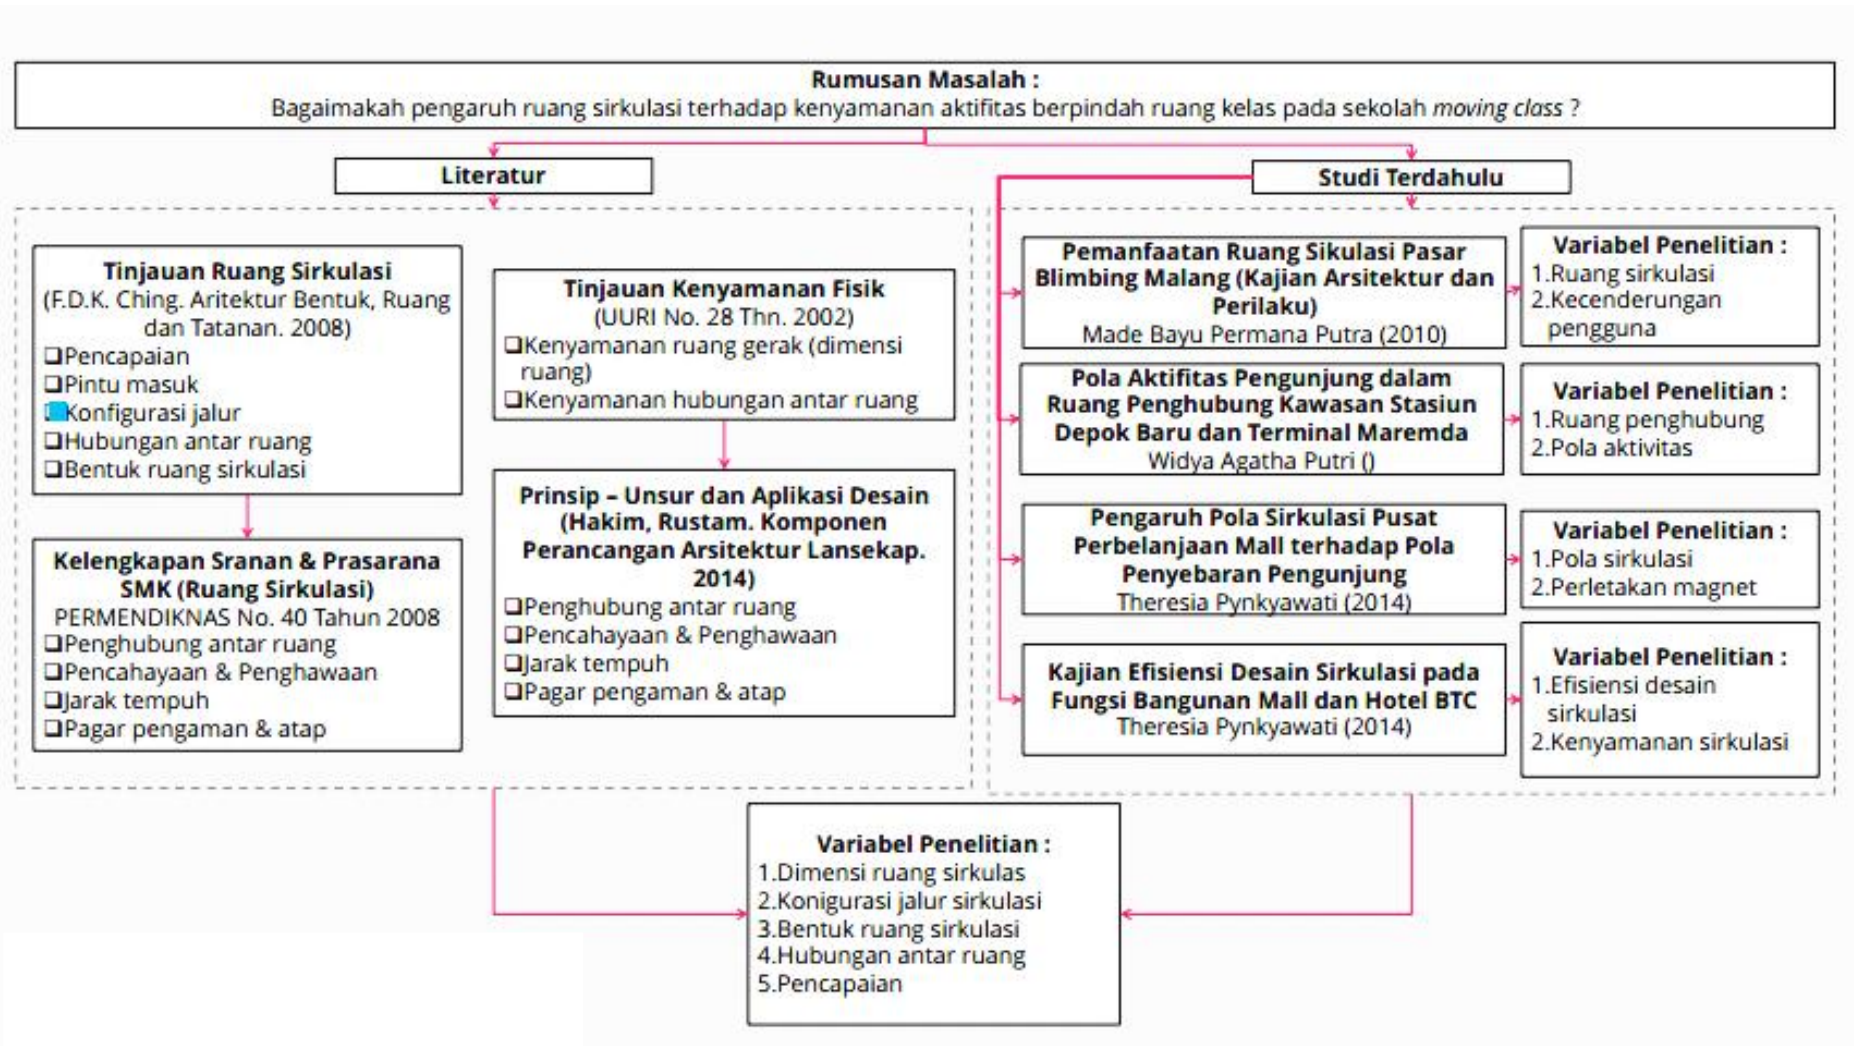 Rumusan Masalah :
Bagaimakah pengaruh ruang sirkulasi terhadap kenyamanan aktifitas berpindah ruang kelas pada sekolah moving class ?
Literatur
Tinjauan Ruang Sirkulasi
(F.D.K. Ching. Aritektur Bentuk, Ruang
dan Tatanan. 2008)
❑Pencapaian
❑Pintu masuk
Konfigurasi jalur
❑Hubungan antar ruang
❑Bentuk ruang sirkulasi
Kelengkapan Sranan & Prasarana
SMK (Ruang Sirkulasi)
PERMENDIKNAS No. 40 Tahun 2008
❑Penghubung antar ruang
❑Pencahayaan & Penghawaan
❑Jarak tempuh
❑Pagar pengaman & atap
Tinjauan Kenyamanan Fisik
(UURI No. 28 Thn. 2002)
❑Kenyamanan ruang gerak (dimensi
ruang)
❑Kenyamanan hubungan antar ruang
Prinsip – Unsur dan Aplikasi Desain
(Hakim, Rustam. Komponen
Perancangan Arsitektur Lansekap.
2014)
❑Penghubung antar ruang
❑Pencahayaan & Penghawaan
❑Jarak tempuh
❑Pagar pengaman & atap
Studi Terdahulu
Pemanfaatan Ruang Sikulasi Pasar
Blimbing Malang (Kajian Arsitektur dan
Perilaku)
Made Bayu Permana Putra (2010)
Variabel Penelitian :
1.Ruang sirkulasi
2.Kecenderungan
pengguna
Pola Aktifitas Pengunjung dalam
Ruang Penghubung Kawasan Stasiun
Depok Baru dan Terminal Maremda
Widya Agatha Putri ()
Variabel Penelitian :
1.Ruang penghubung
2.Pola aktivitas
Pengaruh Pola Sirkulasi Pusat
Perbelanjaan Mall terhadap Pola
Penyebaran Pengunjung
Theresia Pynkyawati (2014)
Variabel Penelitian :
1.Pola sirkulasi
2.Perletakan magnet
Kajian Efisiensi Desain Sirkulasi pada
Fungsi Bangunan Mall dan Hotel BTC
Theresia Pynkyawati (2014)
Variabel Penelitian :
1.Efisiensi desain
sirkulasi
2.Kenyamanan sirkulasi
Variabel Penelitian :
1.Dimensi ruang sirkulas
2.Konigurasi jalur sirkulasi
3.Bentuk ruang sirkulasi
4.Hubungan antar ruang
5.Pencapaian